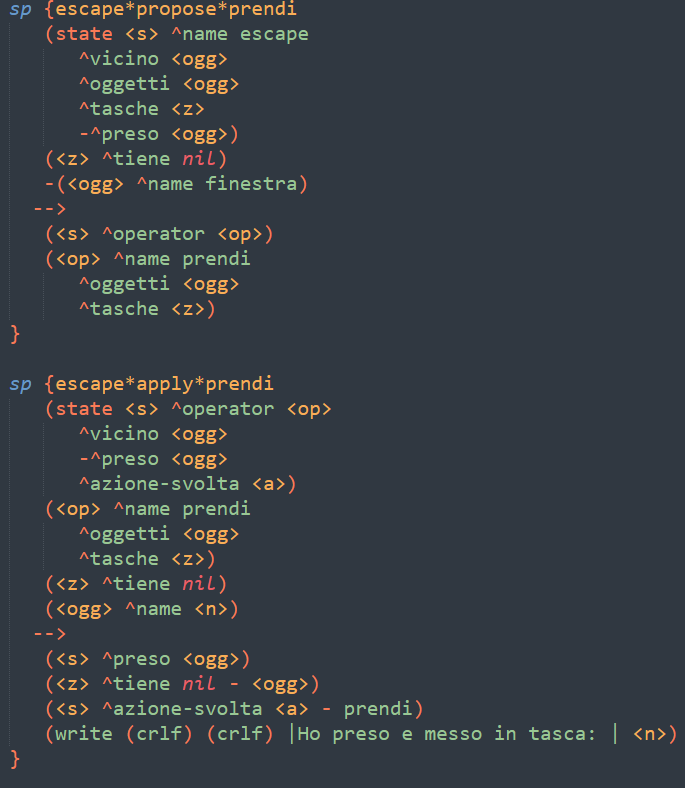 sp {escape*propose*prendi
   (state <s> ^name escape
      ^vicino <ogg>
      ^oggetti <ogg>
      ^tasche <z>
      -^preso <ogg>)
   (<z> ^tiene nil)
   -(<ogg> ^name finestra)
  -->
   (<s> ^operator <op>)
   (<op> ^name prendi
      ^oggetti <ogg>
      ^tasche <z>)
}

sp {escape*apply*prendi
   (state <s> ^operator <op>
      ^vicino <ogg>
      -^preso <ogg>
      ^azione-svolta <a>)
   (<op> ^name prendi
      ^oggetti <ogg>
      ^tasche <z>)
   (<z> ^tiene nil)
   (<ogg> ^name <n>)
  -->
   (<s> ^preso <ogg>)
   (<z> ^tiene nil - <ogg>)
   (<s> ^azione-svolta <a> - prendi)
   (write (crlf) (crlf) |Ho preso e messo in tasca: | <n>)
}